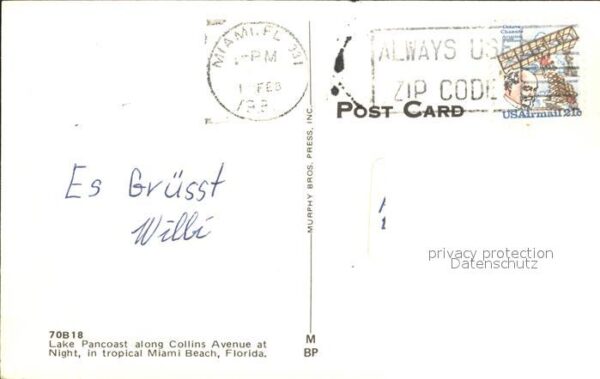 MIAMI, FL 331
PM
1 FEB
ALWAYS USE
ZIP CODE
Octave
Chanute
USAirmail 21c
POST CARD
MURPHY BROS. PRESS, INC.
Es Grüsst
Willi
privacy protection
Datenschutz
70B18
Lake Pancoast along Collins Avenue at
Night, in tropical Miami Beach, Florida.
M
BP